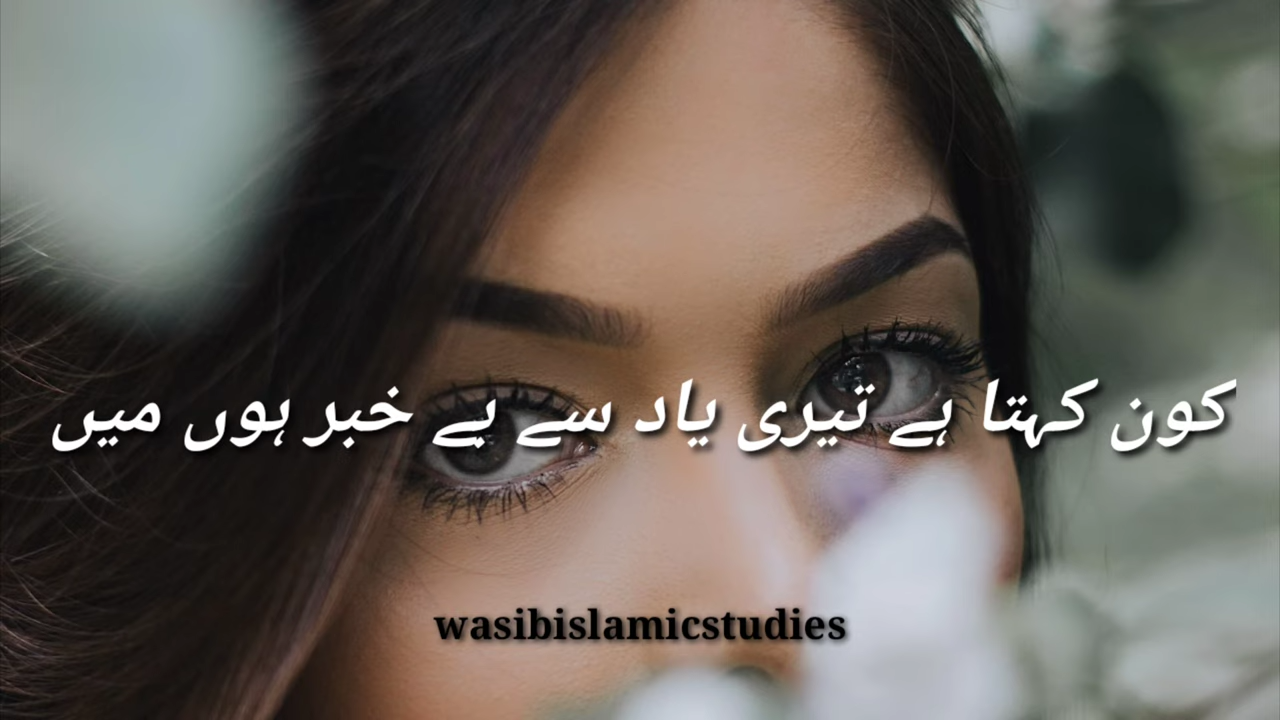 کون کہتا ہے تیری یاد سے بے خبر ہوں میں
wasibislamicstudies